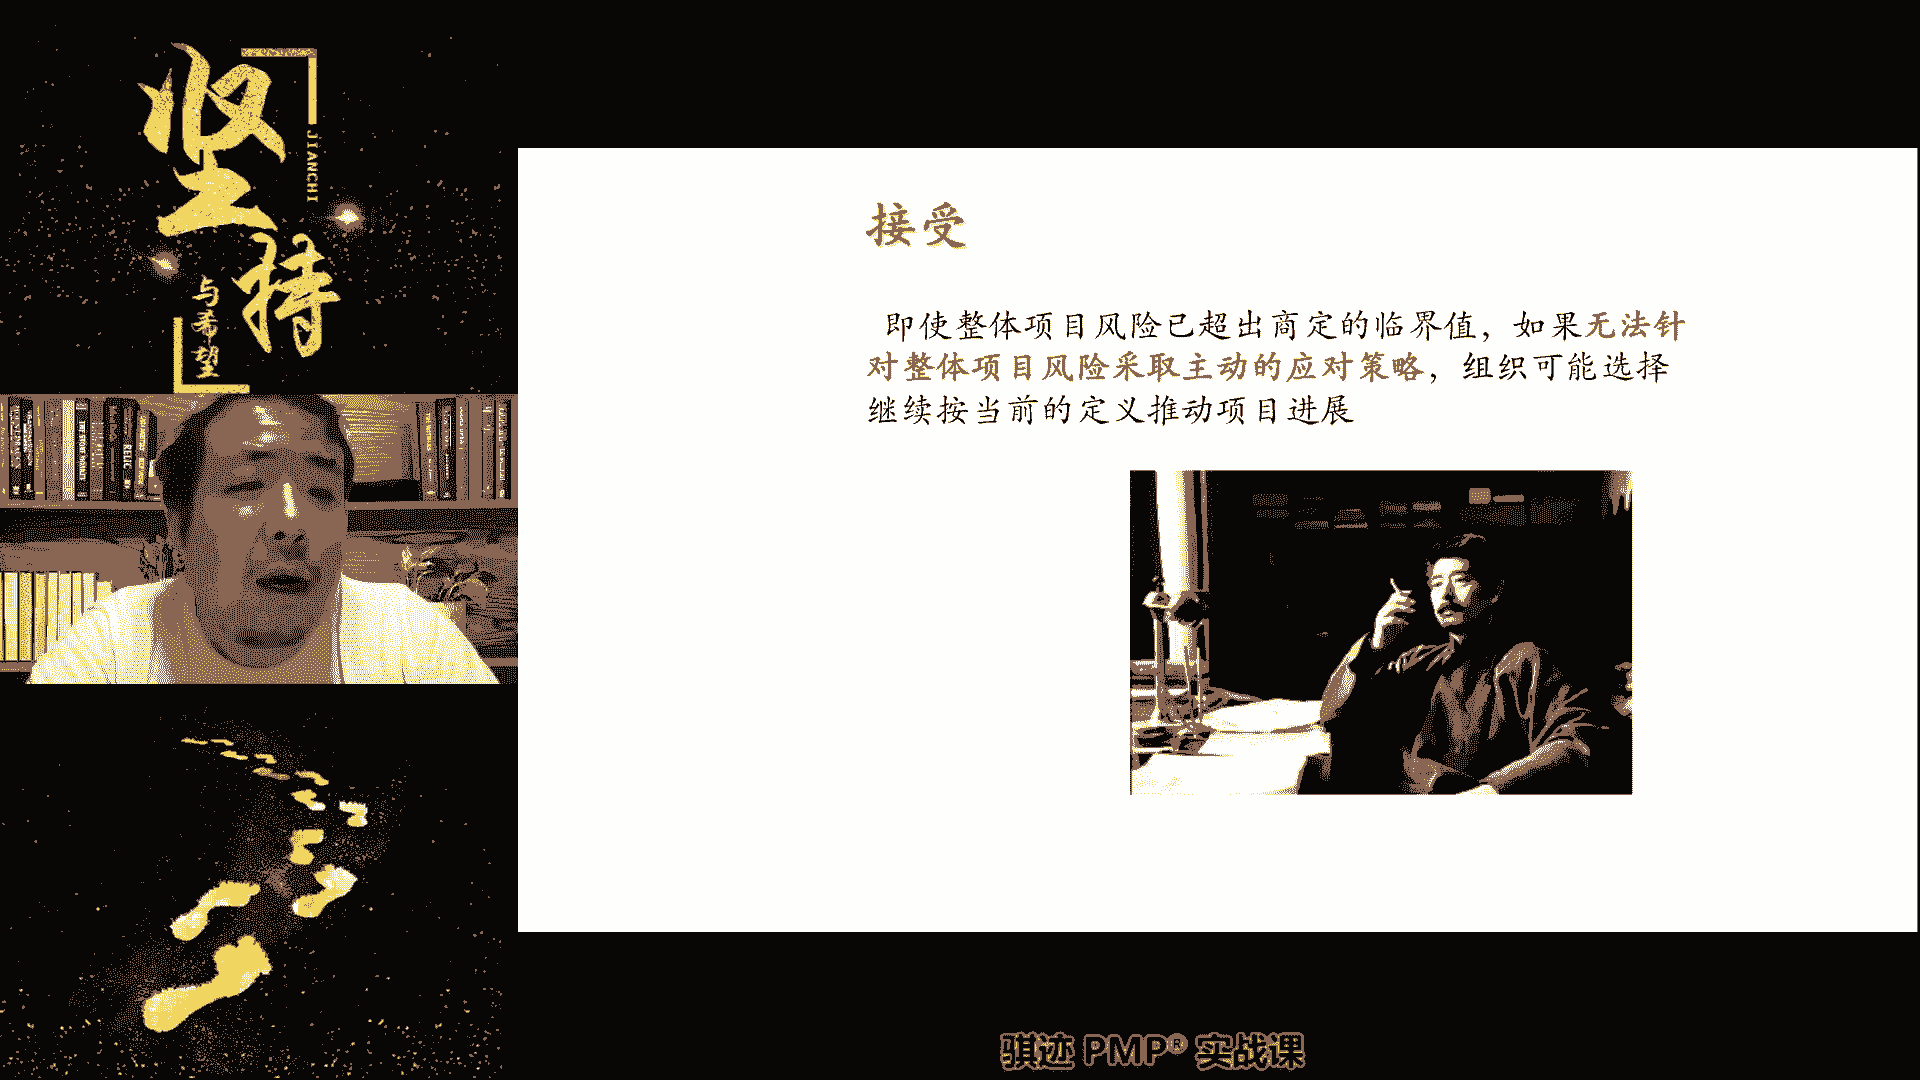 坚持
JIANCHI
与希望
接受
即使整体项目风险已超出商定的临界值，如果无法针
对整体项目风险采取主动的应对策略，组织可能选择
继续按当前的定义推动项目进展
骐迹 PMP® 实战课